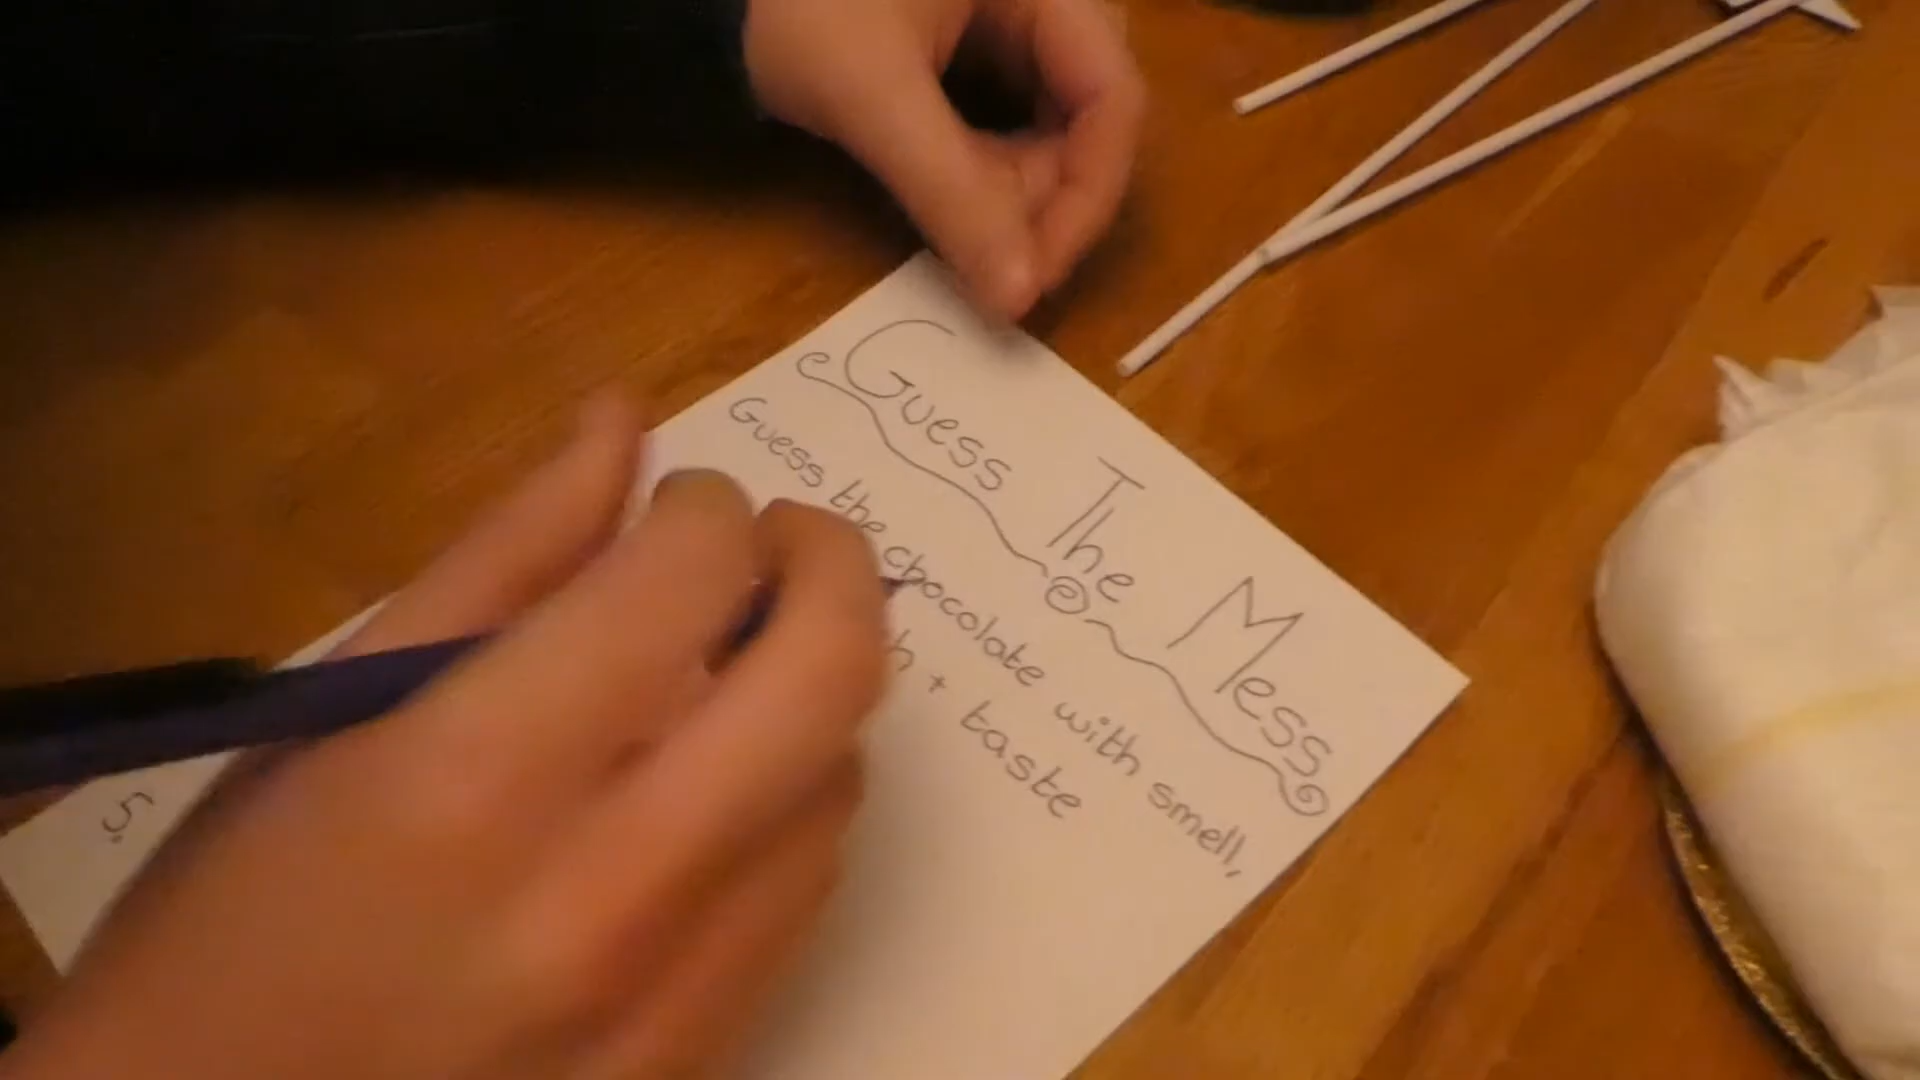 Guess The Mess
Guess the chocolate with smell,
+ taste
5.